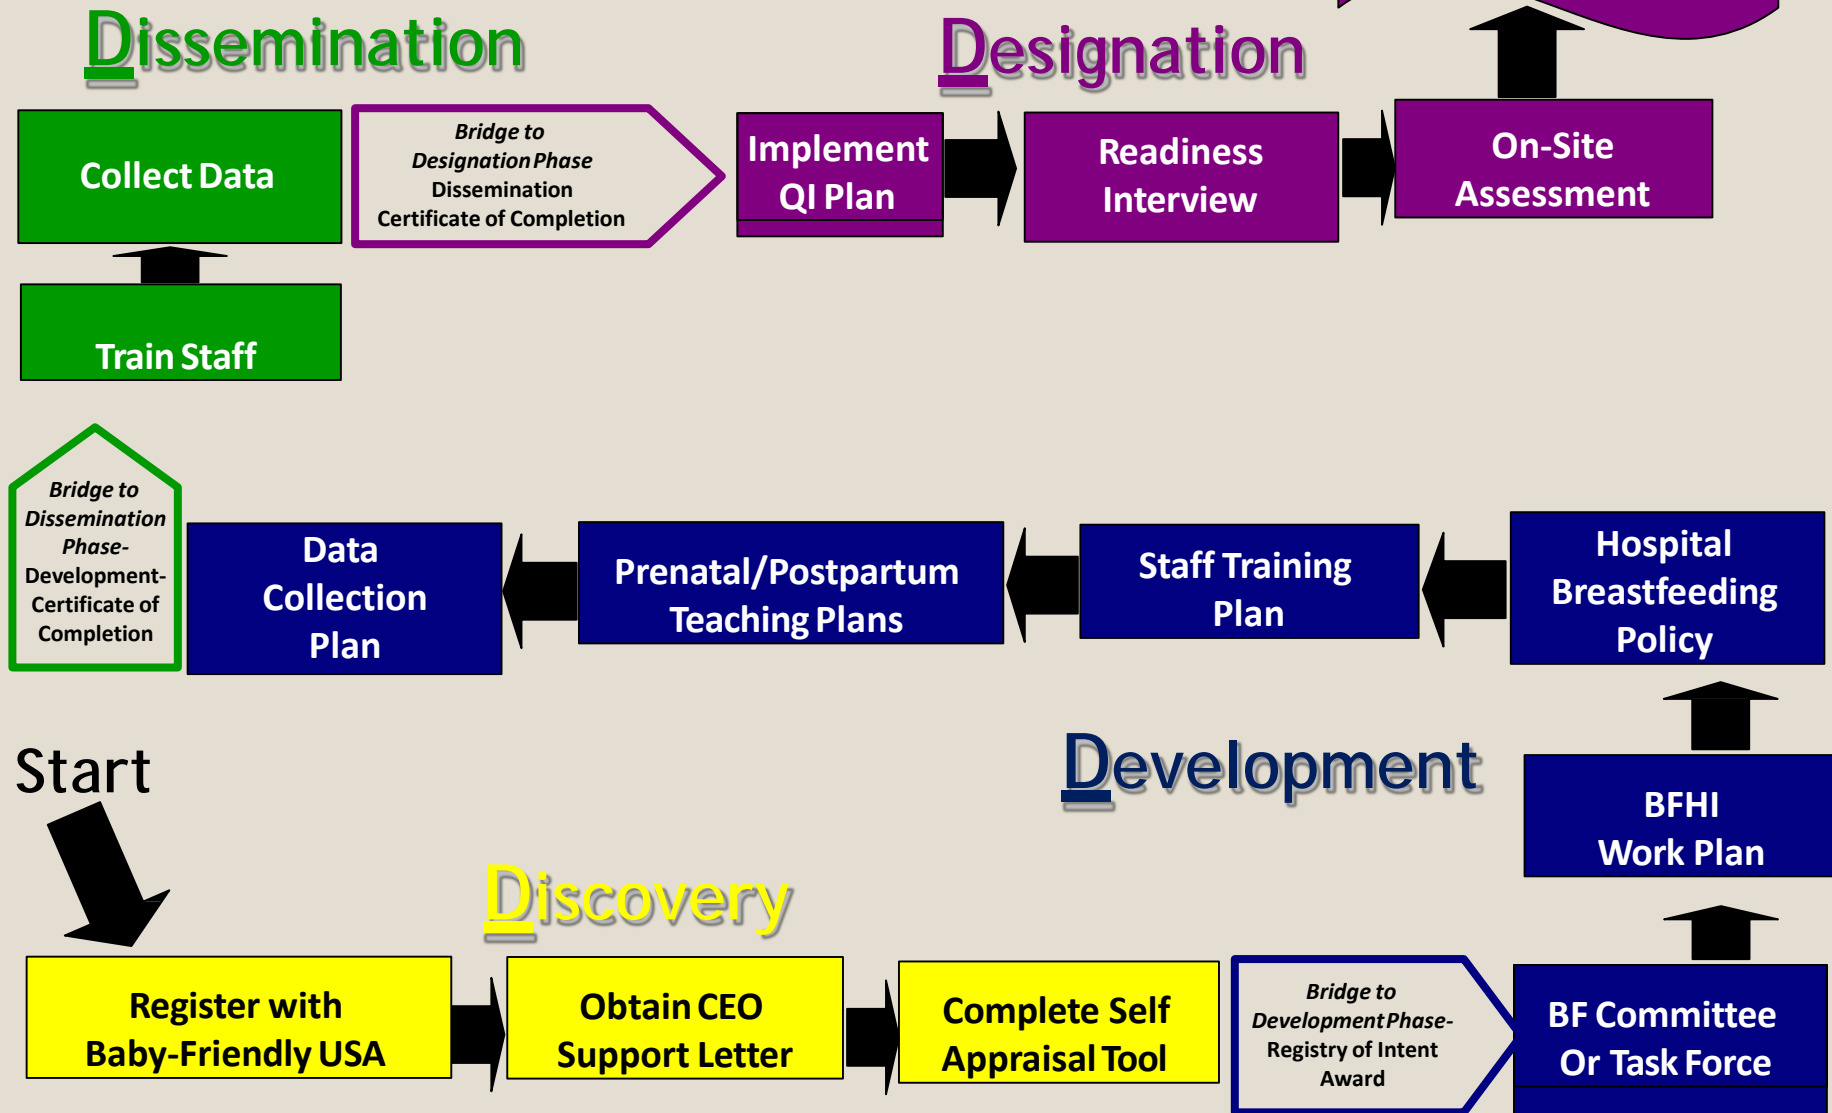 Dissemination
Designation
Collect Data
Bridge to
Designation Phase
Dissemination
Certificate of Completion
Implement
QI Plan
Readiness
Interview
On-Site
Assessment
Train Staff
Bridge to
Dissemination
Phase-
Development-
Certificate of
Completion
Data
Collection
Plan
Prenatal/Postpartum
Teaching Plans
Staff Training
Plan
Hospital
Breastfeeding
Policy
Start
Development
BFHI
Work Plan
Discovery
Register with
Baby-Friendly USA
Obtain CEO
Support Letter
Complete Self
Appraisal Tool
Bridge to
Development Phase-
Registry of Intent
Award
BF Committee
Or Task Force